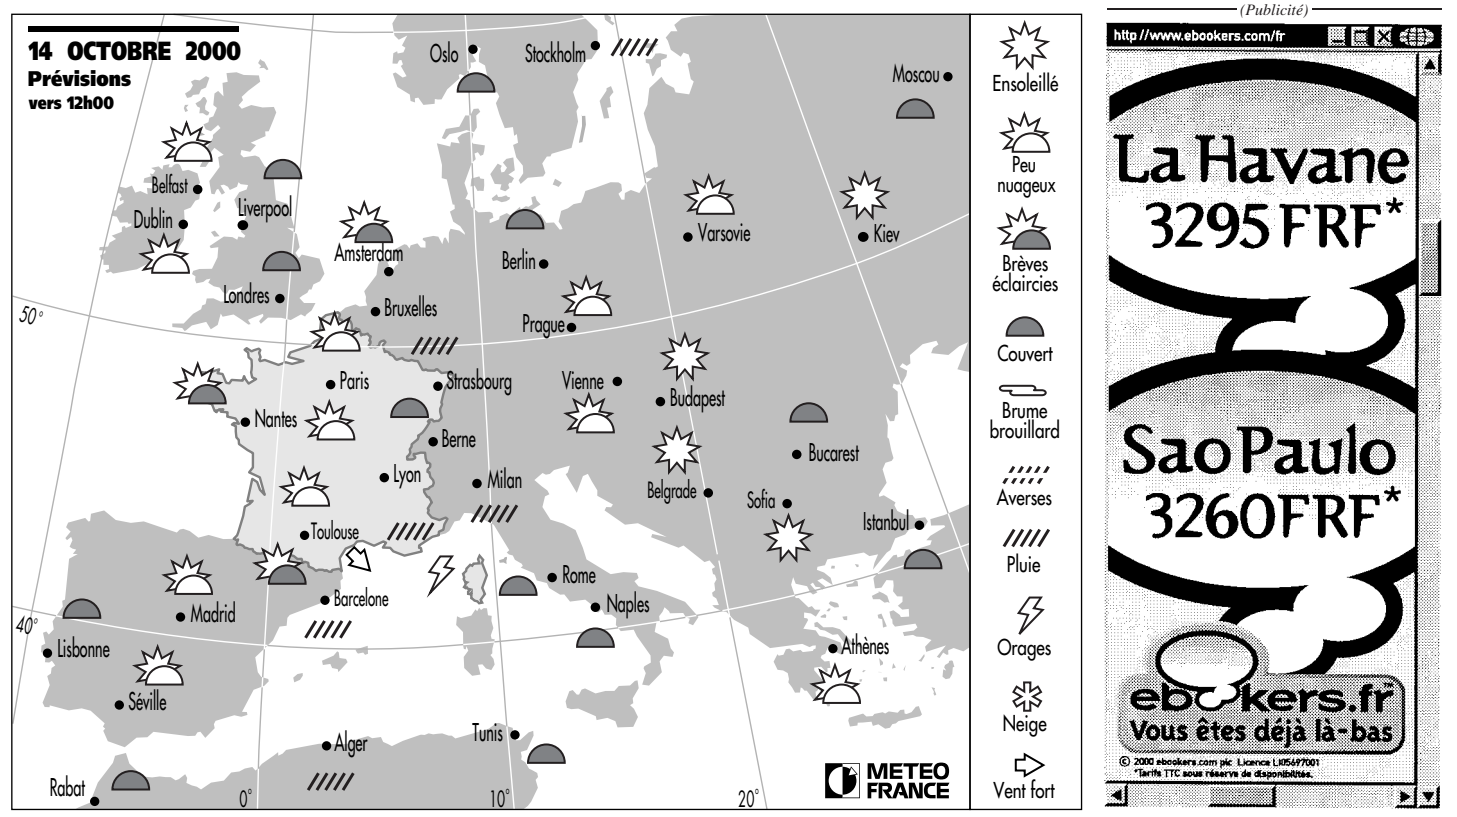 14 OCTOBRE 2000
Prévisions
vers 12h00
Oslo
Stockholm
Moscou
Belfast
Dublin
Liverpool
Amsterdam
Londres
Bruxelles
Berlin
Varsovie
Kiev
Prague
50°
Paris
Strasbourg
Vienne
Budapest
Nantes
Berne
Bucarest
Lyon
Milan
Belgrade
Sofia
Istanbul
Toulouse
Rome
Barcelone
Naples
Madrid
40°
Lisbonne
Athènes
Séville
Alger
Tunis
Rabat
0°
10°
20°
METEO
FRANCE
Ensoleillé
Peu
nuageux
Brèves
éclaircies
Couvert
Brume
brouillard
Averses
Pluie
Orages
Neige
Vent fort
(Publicité)
http://www.ebookers.com/fr
La Havane
3295 FRF*
Sao Paulo
3260FRF*
ebookers.fr™
Vous êtes déjà là-bas
© 2000 ebookers.com plc Licence LI05697001
*Tarifs TTC sous réserve de disponibilités.